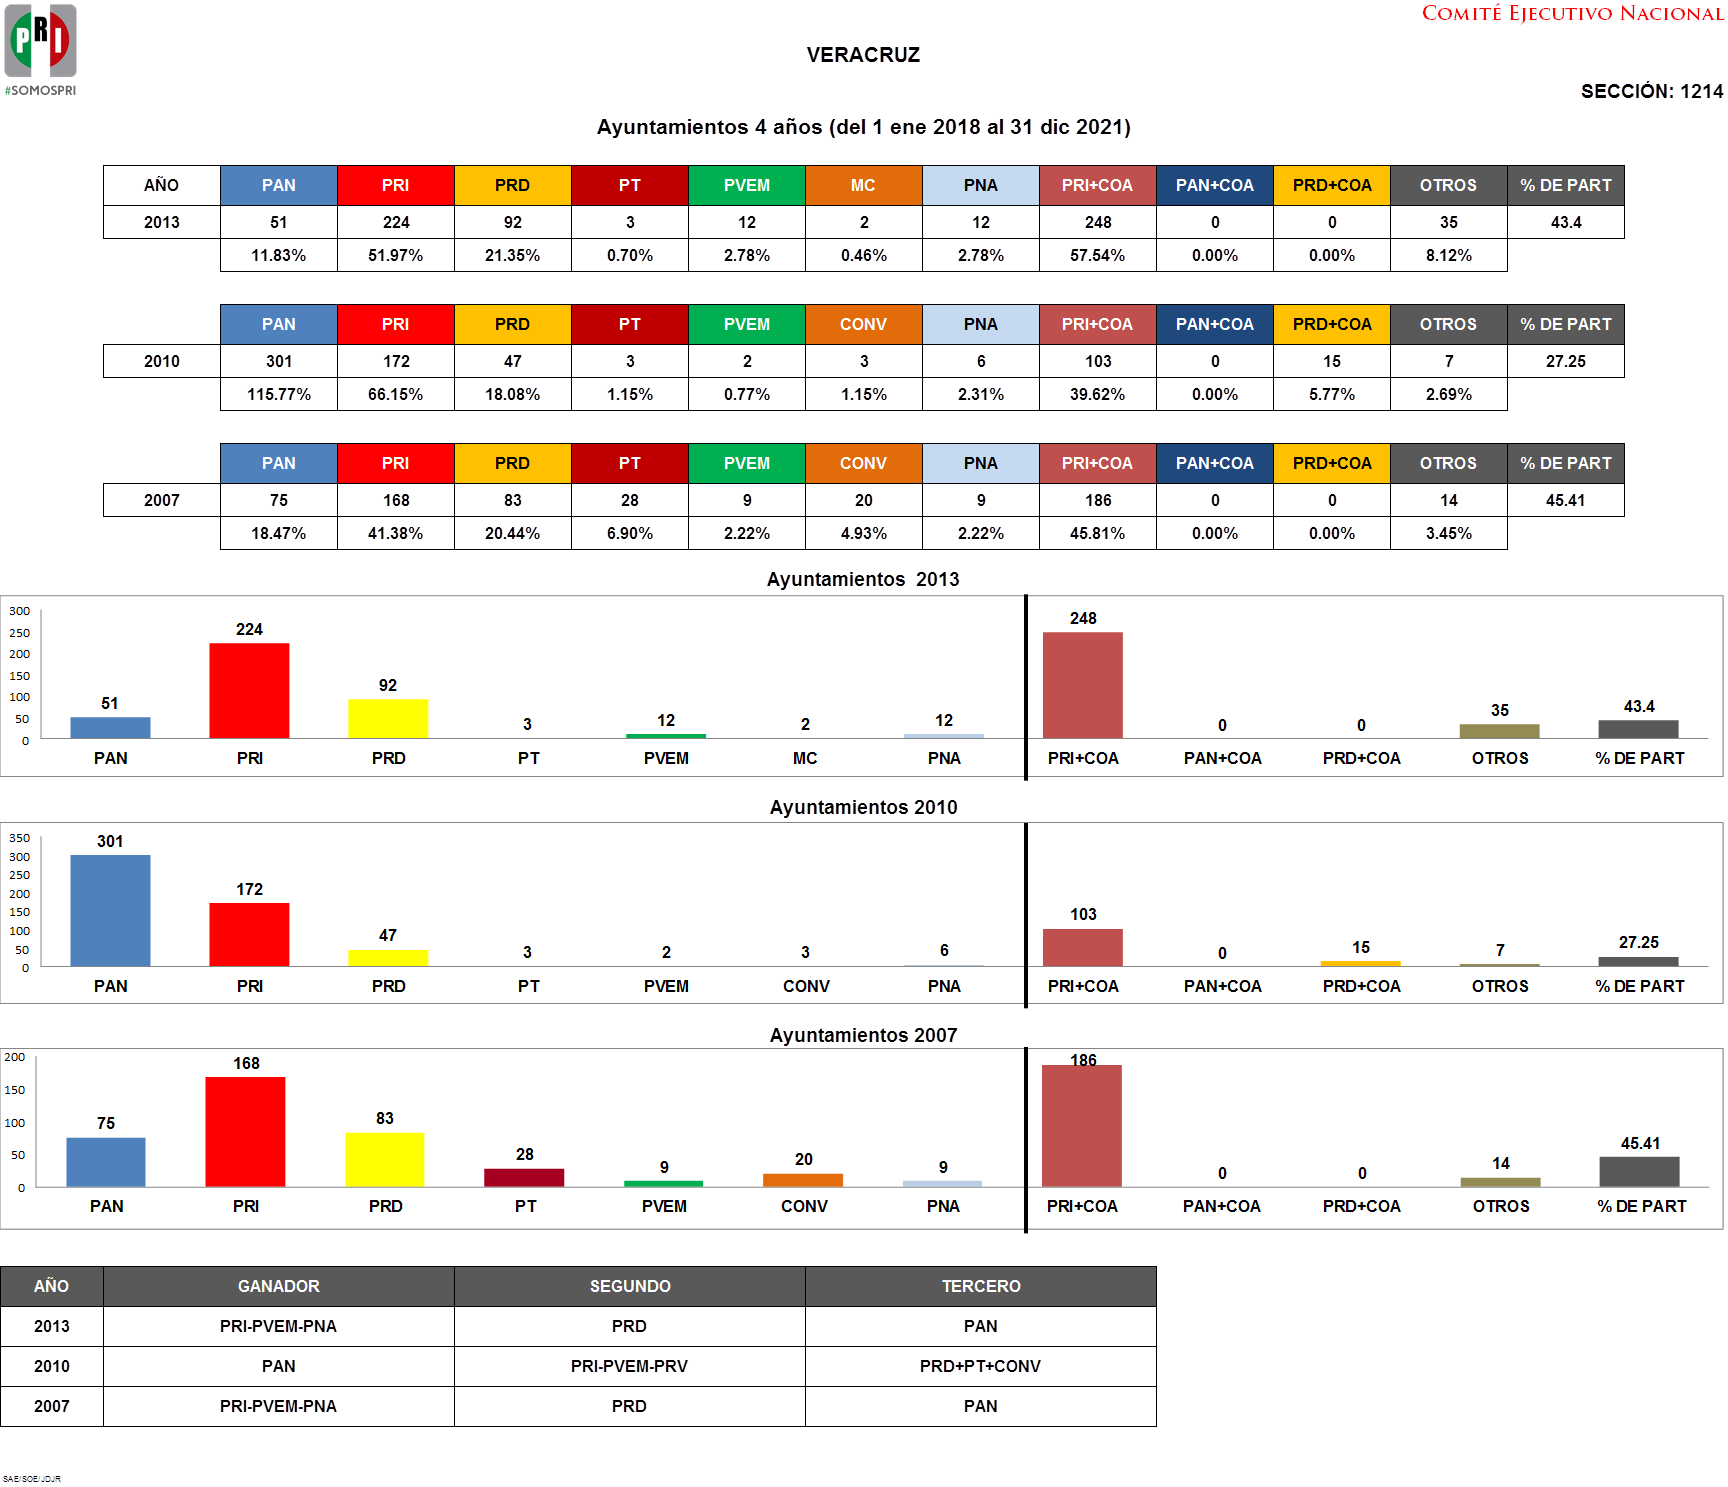 PRI
#SOMOSPRI
COMITÉ EJECUTIVO NACIONAL
VERACRUZ
SECCIÓN: 1214
Ayuntamientos 4 años (del 1 ene 2018 al 31 dic 2021)
AÑO PAN PRI PRD PT PVEM MC PNA PRI+COA PAN+COA PRD+COA OTROS % DE PART
2013 51 224 92 3 12 2 12 248 0 0 35 43.4
11.83% 51.97% 21.35% 0.70% 2.78% 0.46% 2.78% 57.54% 0.00% 0.00% 8.12%
PAN PRI PRD PT PVEM CONV PNA PRI+COA PAN+COA PRD+COA OTROS % DE PART
2010 301 172 47 3 2 3 6 103 0 15 7 27.25
115.77% 66.15% 18.08% 1.15% 0.77% 1.15% 2.31% 39.62% 0.00% 5.77% 2.69%
PAN PRI PRD PT PVEM CONV PNA PRI+COA PAN+COA PRD+COA OTROS % DE PART
2007 75 168 83 28 9 20 9 186 0 0 14 45.41
18.47% 41.38% 20.44% 6.90% 2.22% 4.93% 2.22% 45.81% 0.00% 0.00% 3.45%
Ayuntamientos 2013
300
250
200
150
100
50
0
51 224 92 3 12 2 12 248 0 0 35 43.4
PAN PRI PRD PT PVEM MC PNA PRI+COA PAN+COA PRD+COA OTROS % DE PART
Ayuntamientos 2010
350
300
250
200
150
100
50
0
301 172 47 3 2 3 6 103 0 15 7 27.25
PAN PRI PRD PT PVEM CONV PNA PRI+COA PAN+COA PRD+COA OTROS % DE PART
Ayuntamientos 2007
200
150
100
50
0
75 168 83 28 9 20 9 186 0 0 14 45.41
PAN PRI PRD PT PVEM CONV PNA PRI+COA PAN+COA PRD+COA OTROS % DE PART
AÑO GANADOR SEGUNDO TERCERO
2013 PRI-PVEM-PNA PRD PAN
2010 PAN PRI-PVEM-PRV PRD+PT+CONV
2007 PRI-PVEM-PNA PRD PAN
SAE/SOE/JDJR